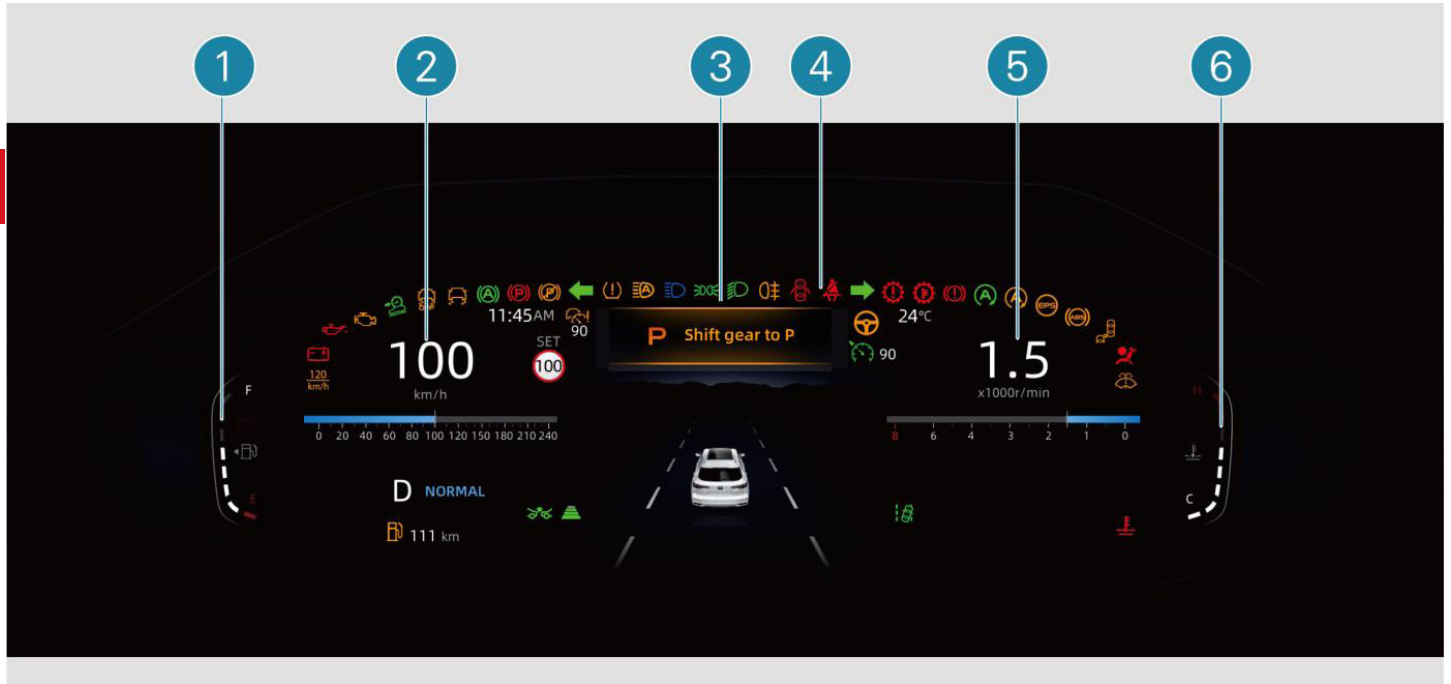 1 2 3 4 5 6
A P P A P A A EPS ABS
11:45AM 90 24℃
SET
100
P Shift gear to P
90
100
km/h
1.5
x1000r/min
120
km/h
F
H
0 20 40 60 80 100 120 150 180 210 240
8 6 4 3 2 1 0
E
C
D NORMAL
111 km